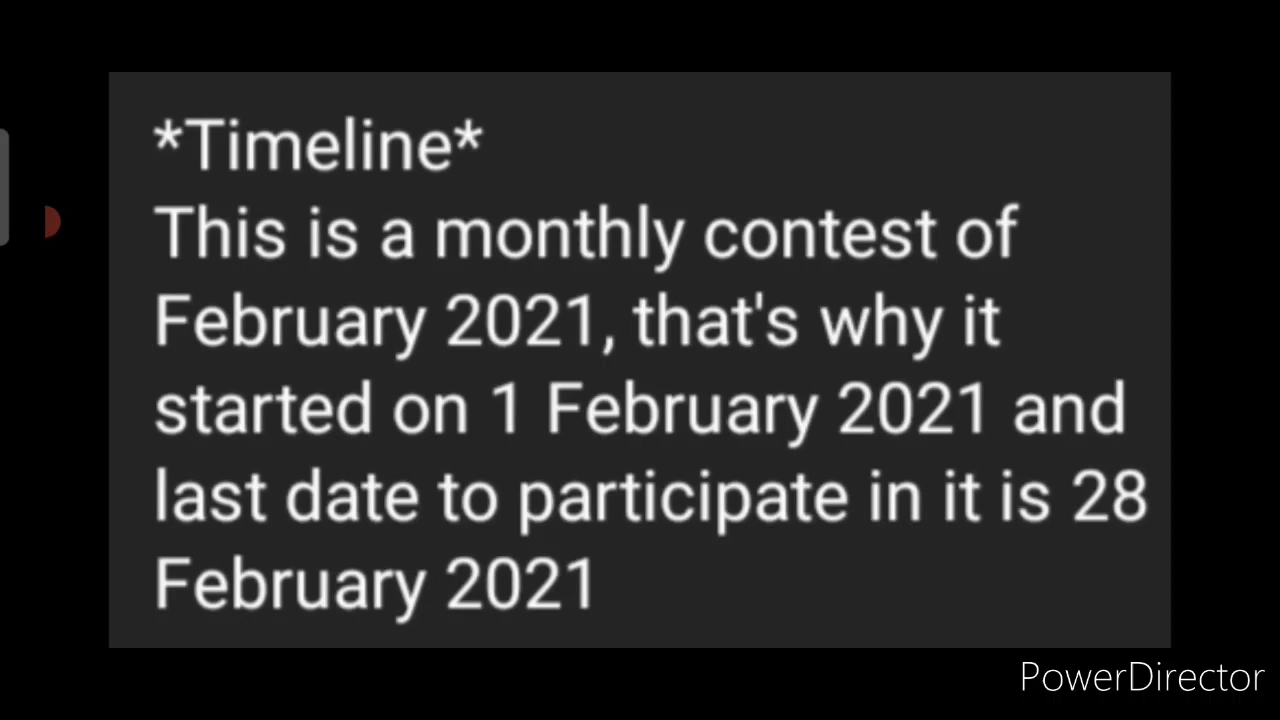 *Timeline*
This is a monthly contest of
February 2021, that's why it
started on 1 February 2021 and
last date to participate in it is 28
February 2021
PowerDirector